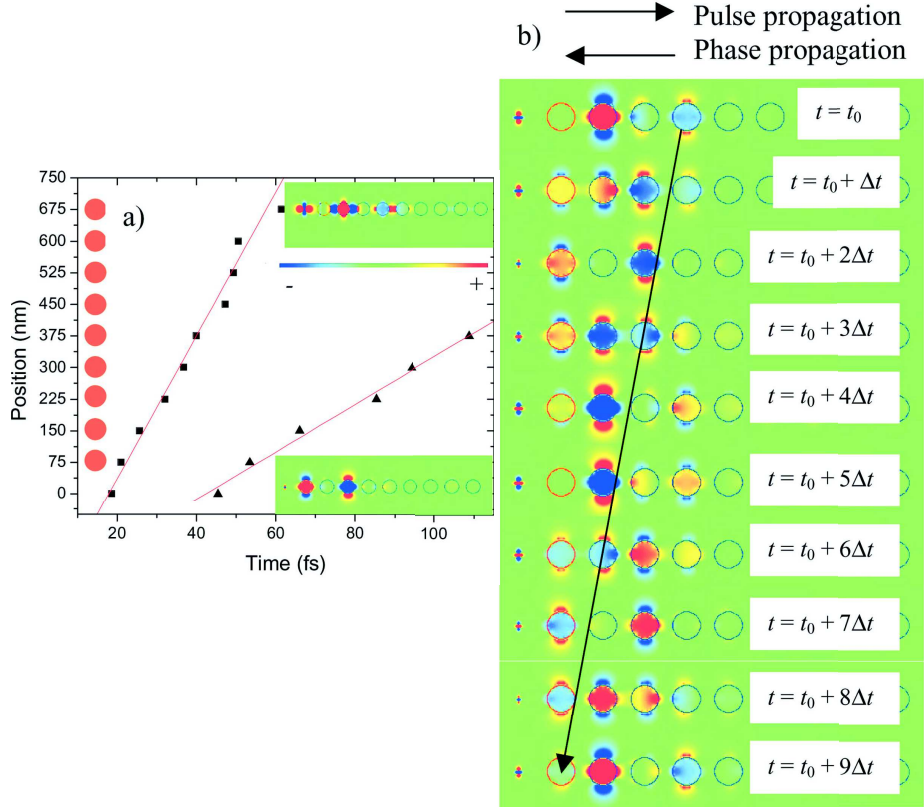 Pulse propagation
b)
Phase propagation
t = t0
t = t0 + Δt
t = t0 + 2Δt
t = t0 + 3Δt
t = t0 + 4Δt
t = t0 + 5Δt
t = t0 + 6Δt
t = t0 + 7Δt
t = t0 + 8Δt
t = t0 + 9Δt
a)
- +
Position (nm)
750
675
600
525
450
375
300
225
150
75
0
20 40 60 80 100
Time (fs)